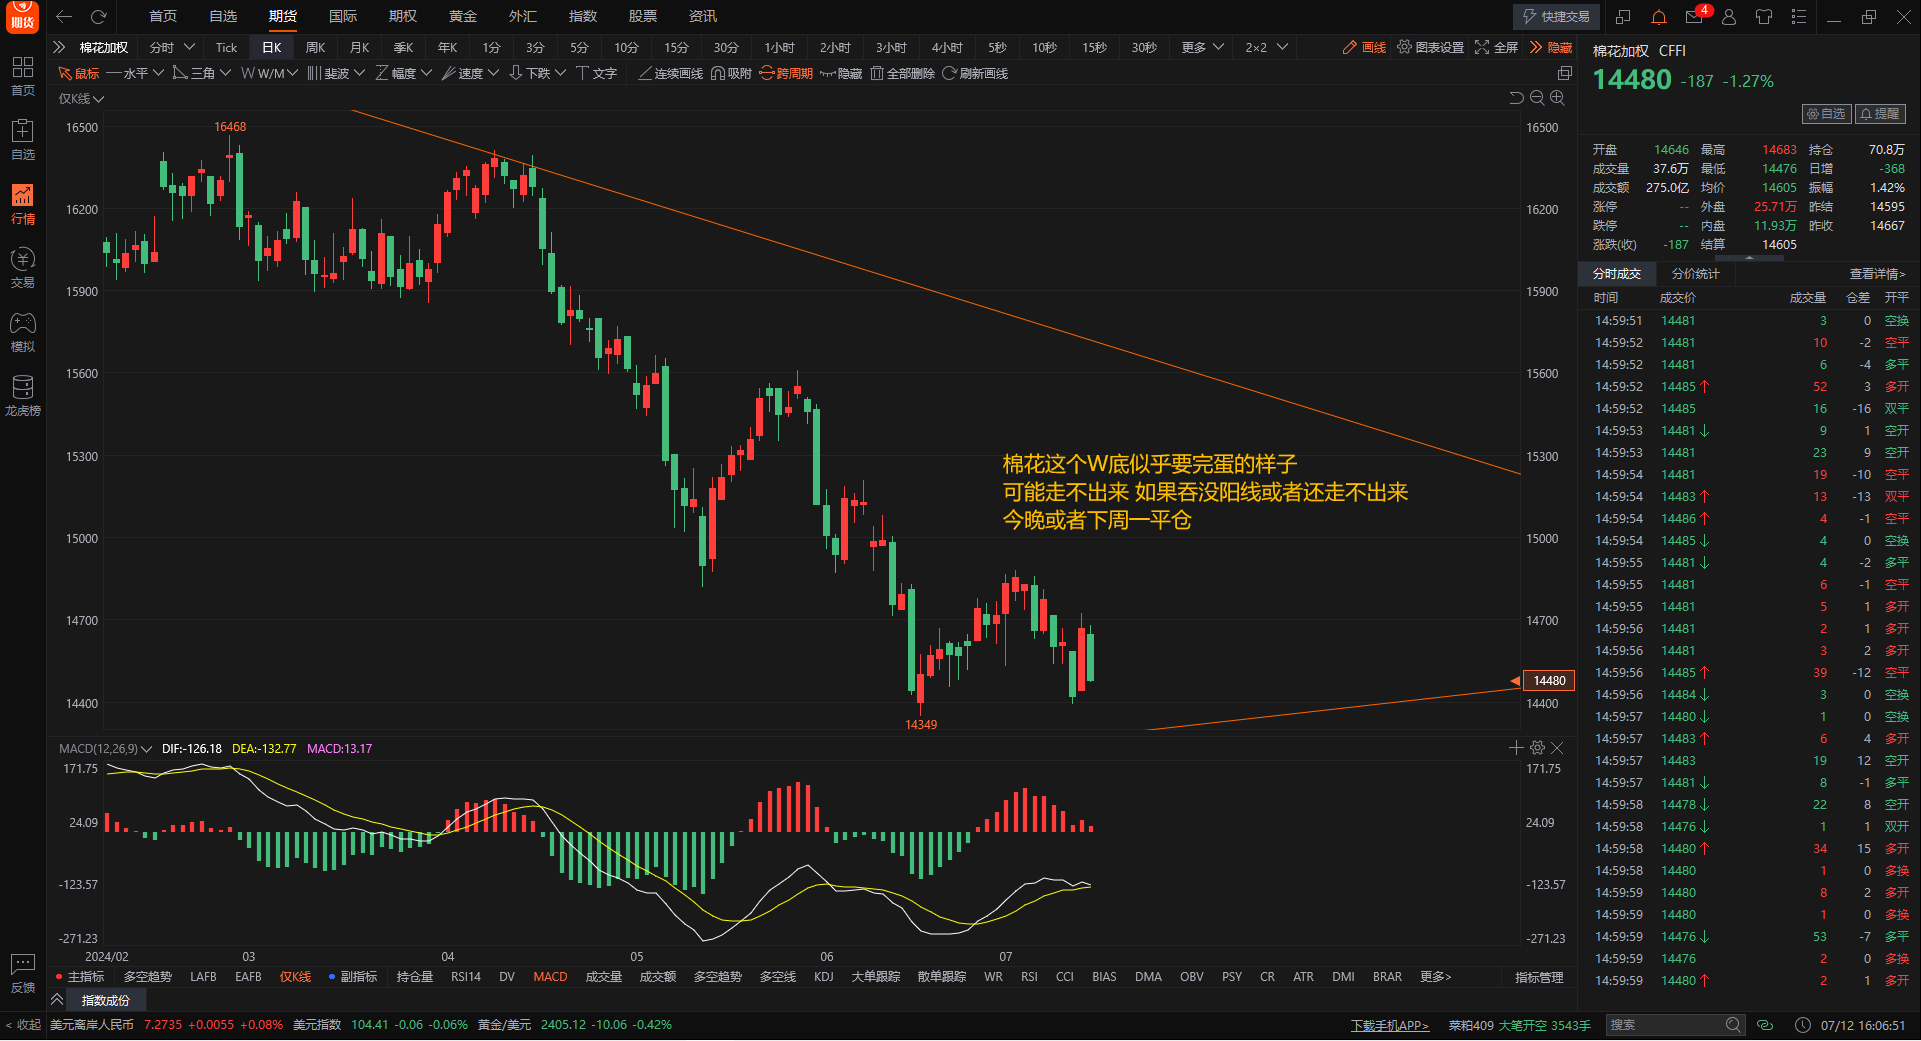 期货 首页 自选 期货 国际 期权 黄金 外汇 指数 股票 资讯 快捷交易 4
棉花加权 分时 Tick 日K 周K 月K 季K 年K 1分 3分 5分 10分 15分 30分 1小时 2小时 3小时 4小时 5秒 10秒 15秒 30秒 更多 2×2 画线 图表设置 全屏 隐藏
鼠标 水平 三角 W/M 斐波 幅度 速度 下跌 文字 连续画线 吸附 跨周期 隐藏 全部删除 刷新画线
首页
自选
行情
交易
模拟
龙虎榜
反馈
< 收起
仅K线
16500 16468 16500
16200 16200
15900 15900
15600 15600
15300 15300
15000 15000
14700 14700
14400 14349 14480 14400
棉花这个W底似乎要完蛋的样子
可能走不出来 如果吞没阳线或者还走不出来
今晚或者下周一平仓
MACD(12,26,9) DIF:-126.18 DEA:-132.77 MACD:13.17
171.75 171.75
24.09 24.09
-123.57 -123.57
-271.23 -271.23
2024/02 03 04 05 06 07
主指标 多空趋势 LAFB EAFB 仅K线 副指标 持仓量 RSI14 DV MACD 成交量 成交额 多空趋势 多空线 KDJ 大单跟踪 散单跟踪 WR RSI CCI BIAS DMA OBV PSY CR ATR DMI BRAR 更多> 指标管理
指数成份
棉花加权 CFFI
14480 -187 -1.27%
自选 提醒
开盘 14646 最高 14683 持仓 70.8万
成交量 37.6万 最低 14476 日增 -368
成交额 275.0亿 均价 14605 振幅 1.42%
涨停 -- 外盘 25.71万 昨结 14595
跌停 -- 内盘 11.93万 昨收 14667
涨跌(收) -187 结算 14605
分时成交 分价统计 查看详情>
时间 成交价 成交量 仓差 开平
14:59:51 14481 3 0 空换
14:59:52 14481 10 -2 空平
14:59:52 14481 6 -4 多平
14:59:52 14485↑ 52 3 多开
14:59:52 14485 16 -16 双平
14:59:53 14481↓ 9 1 空开
14:59:53 14481 23 9 空开
14:59:54 14481 19 -10 空平
14:59:54 14483↑ 13 -13 双平
14:59:54 14486↑ 4 -1 空平
14:59:54 14485↓ 4 0 空换
14:59:55 14481↓ 4 -2 多平
14:59:55 14481 6 -1 空平
14:59:55 14481 5 1 多开
14:59:56 14481 2 1 多开
14:59:56 14481 3 2 多开
14:59:56 14485↑ 39 -12 空平
14:59:56 14484↓ 3 0 空换
14:59:57 14480↓ 1 0 空换
14:59:57 14483↑ 6 4 多开
14:59:57 14483 19 12 空开
14:59:57 14481↓ 8 -1 多平
14:59:58 14478↓ 22 8 空开
14:59:58 14476↓ 1 1 双开
14:59:58 14480↑ 34 15 多开
14:59:58 14480 1 0 多换
14:59:59 14480 8 2 多开
14:59:59 14480 1 0 多换
14:59:59 14476↓ 53 -7 多平
14:59:59 14476 2 0 多换
14:59:59 14480↑ 2 1 多开
美元离岸人民币 7.2735 +0.0055 +0.08% 美元指数 104.41 -0.06 -0.06% 黄金/美元 2405.12 -10.06 -0.42% 下载手机APP> 菜粕409 大笔开空 3543手 搜索 07/12 16:06:51